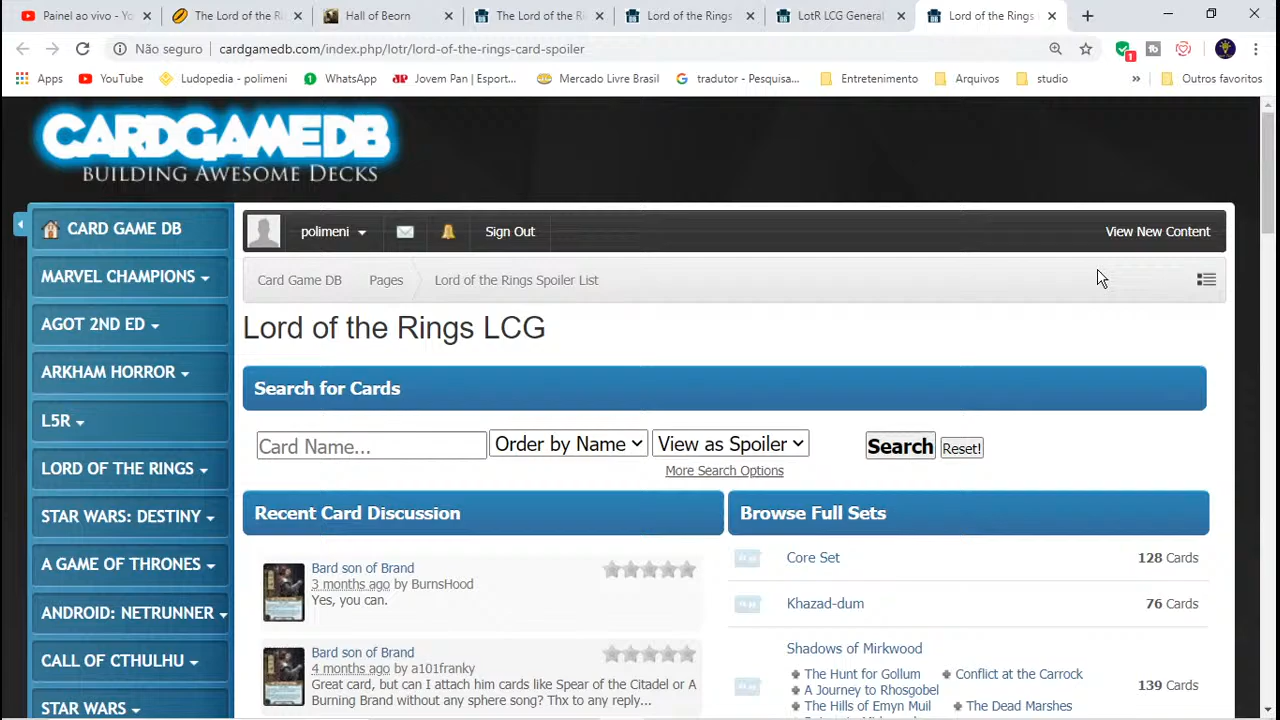 Painel ao vivo - Yo
The Lord of the Ri
Hall of Beorn
The Lord of the Ri
Lord of the Rings
LotR LCG General
Lord of the Rings
Não seguro
cardgamedb.com/index.php/lotr/lord-of-the-rings-card-spoiler
1
Apps
YouTube
Ludopedia - polimeni
1 WhatsApp
JP
Jovem Pan | Esport...
Mercado Livre Brasil
G
tradutor - Pesquisa...
Entretenimento
Arquivos
studio
»
Outros favoritos
CARDGAMEDB
BUILDING AWESOME DECKS
CARD GAME DB
MARVEL CHAMPIONS
AGOT 2ND ED
ARKHAM HORROR
L5R
LORD OF THE RINGS
STAR WARS: DESTINY
A GAME OF THRONES
ANDROID: NETRUNNER
CALL OF CTHULHU
STAR WARS
polimeni
Sign Out
View New Content
Card Game DB
Pages
Lord of the Rings Spoiler List
Lord of the Rings LCG
Search for Cards
Card Name...
Order by Name
View as Spoiler
Search
Reset!
More Search Options
Recent Card Discussion
Bard son of Brand
3 months ago by BurnsHood
Yes, you can.
Bard son of Brand
4 months ago by a101franky
Great card, but can I attach him cards like Spear of the Citadel or A
Burning Brand without any sphere song? Thx to any reply...
Browse Full Sets
Core Set
128 Cards
Khazad-dum
76 Cards
Shadows of Mirkwood
The Hunt for Gollum
Conflict at the Carrock
A Journey to Rhosgobel
139 Cards
The Hills of Emyn Muil
The Dead Marshes